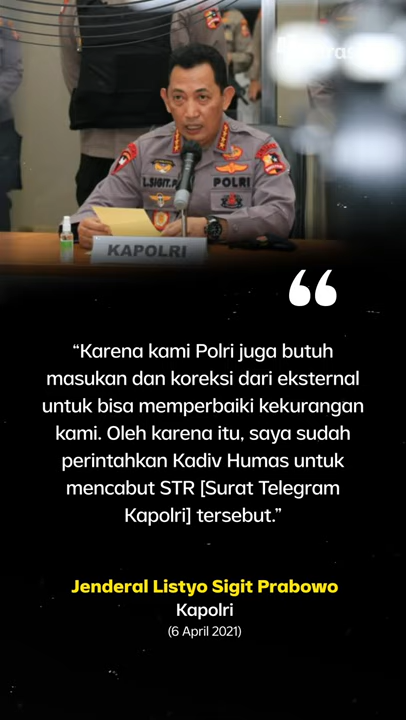 L.SIGIT.P
POLRI
KAPOLRI
“Karena kami Polri juga butuh
masukan dan koreksi dari eksternal
untuk bisa memperbaiki kekurangan
kami. Oleh karena itu, saya sudah
perintahkan Kadiv Humas untuk
mencabut STR [Surat Telegram
Kapolri] tersebut.”
Jenderal Listyo Sigit Prabowo
Kapolri
(6 April 2021)